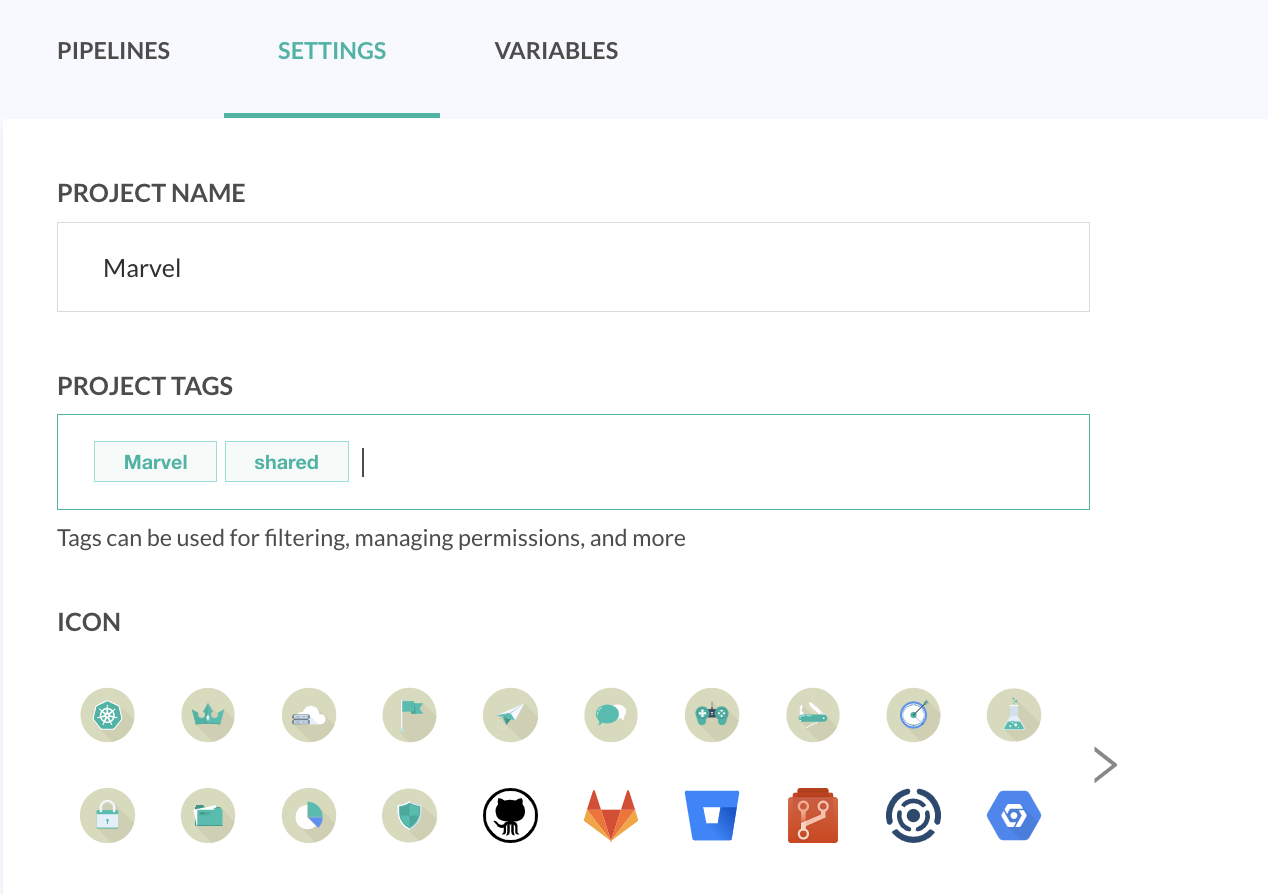 PIPELINES SETTINGS VARIABLES
PROJECT NAME
Marvel
PROJECT TAGS
Marvel shared
Tags can be used for filtering, managing permissions, and more
ICON